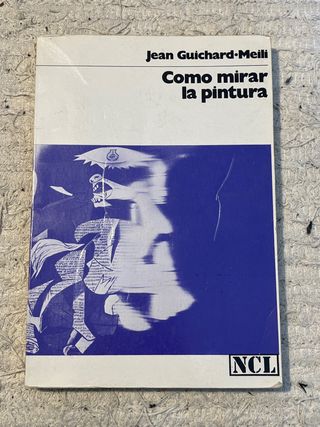 Jean Guichard-Meili
Como mirar
la pintura
NCL